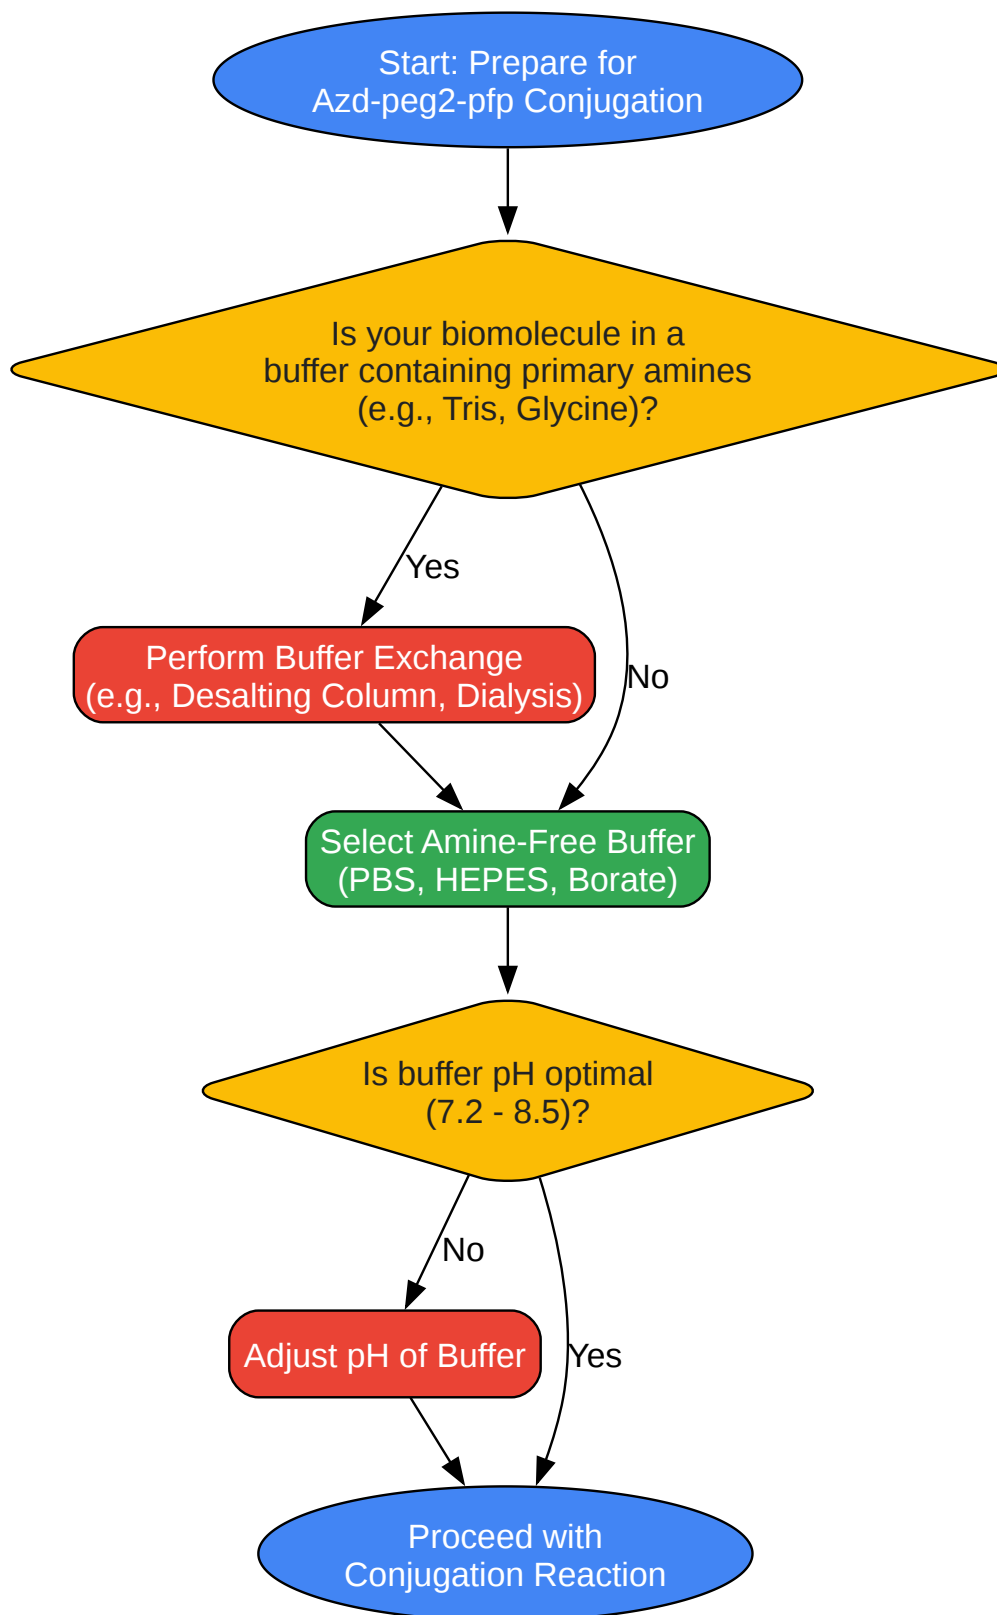 Start: Prepare for
Azd-peg2-pfp Conjugation
Is your biomolecule in a
buffer containing primary amines
(e.g., Tris, Glycine)?
Yes
Perform Buffer Exchange
(e.g., Desalting Column, Dialysis)
No
Select Amine-Free Buffer
(PBS, HEPES, Borate)
Is buffer pH optimal
(7.2 - 8.5)?
No
Adjust pH of Buffer
Yes
Proceed with
Conjugation Reaction